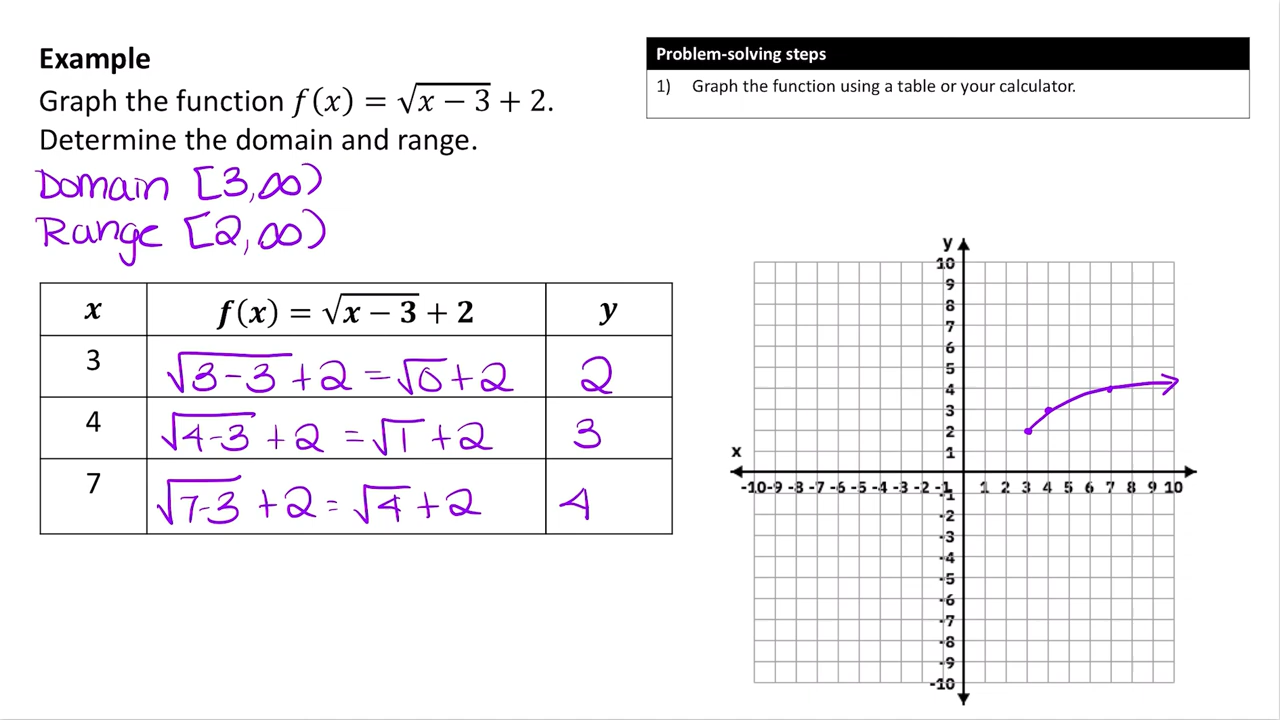 Example
Graph the function f(x) = √(x − 3) + 2.
Determine the domain and range.
Domain [3,∞)
Range [2,∞)
Problem-solving steps
1) Graph the function using a table or your calculator.
x f(x) = √(x − 3) + 2 y
3 √(3-3) + 2 = √0 + 2 2
4 √(4-3) + 2 = √1 + 2 3
7 √(7-3) + 2 = √4 + 2 4
y
10
9
8
7
6
5
4
3
2
1
x
-10 -9 -8 -7 -6 -5 -4 -3 -2 -1 1 2 3 4 5 6 7 8 9 10
-1
-2
-3
-4
-5
-6
-7
-8
-9
-10